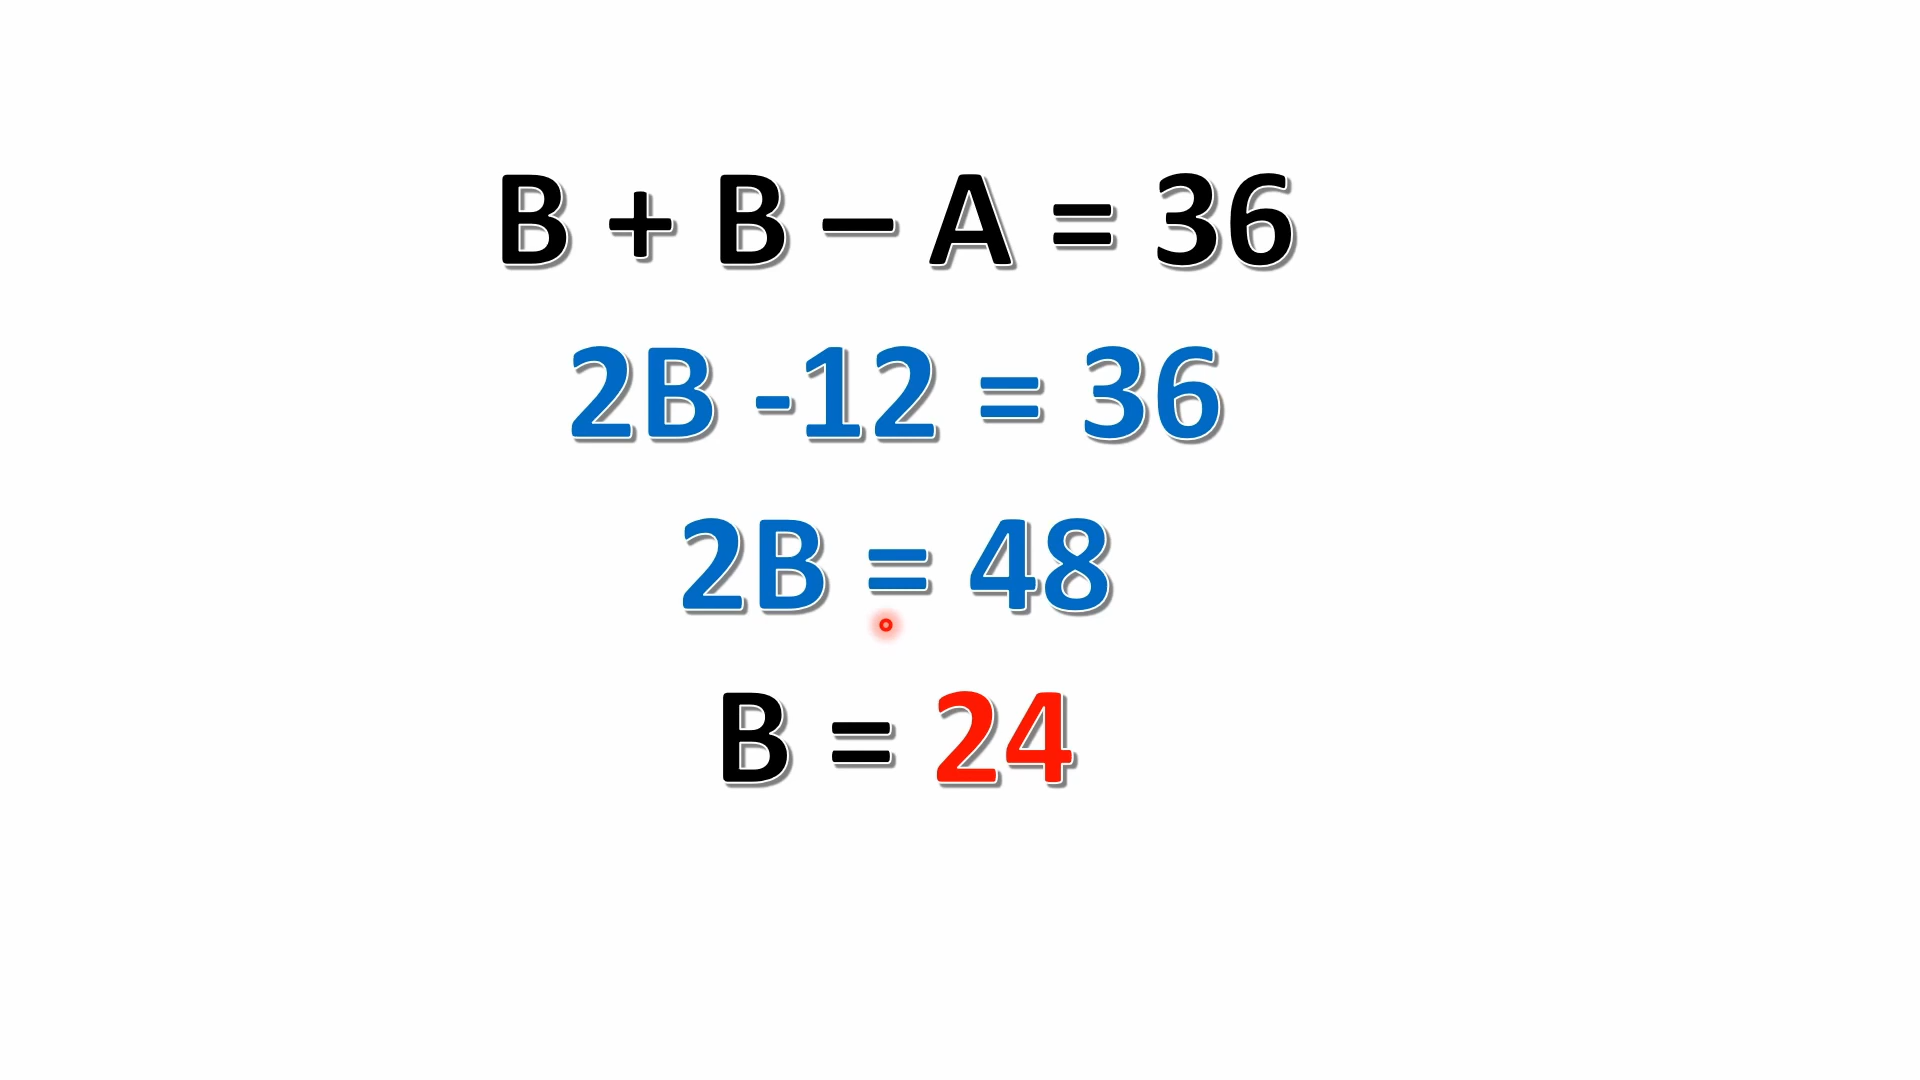 B + B – A = 36
2B -12 = 36
2B = 48
B = 24